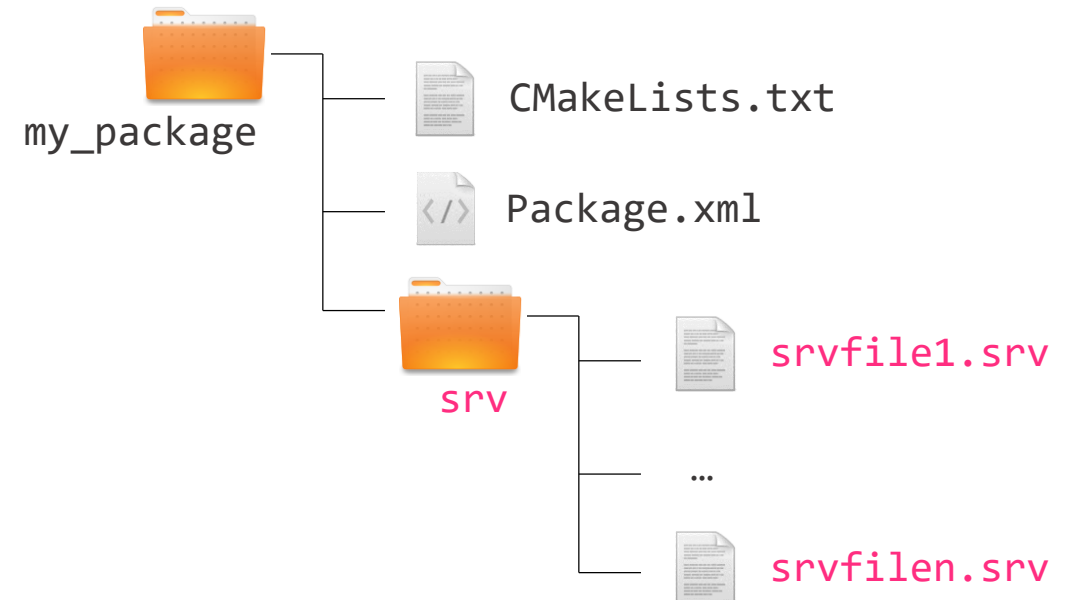 my_package
CMakeLists.txt
Package.xml
srv
srvfile1.srv
…
srvfilen.srv